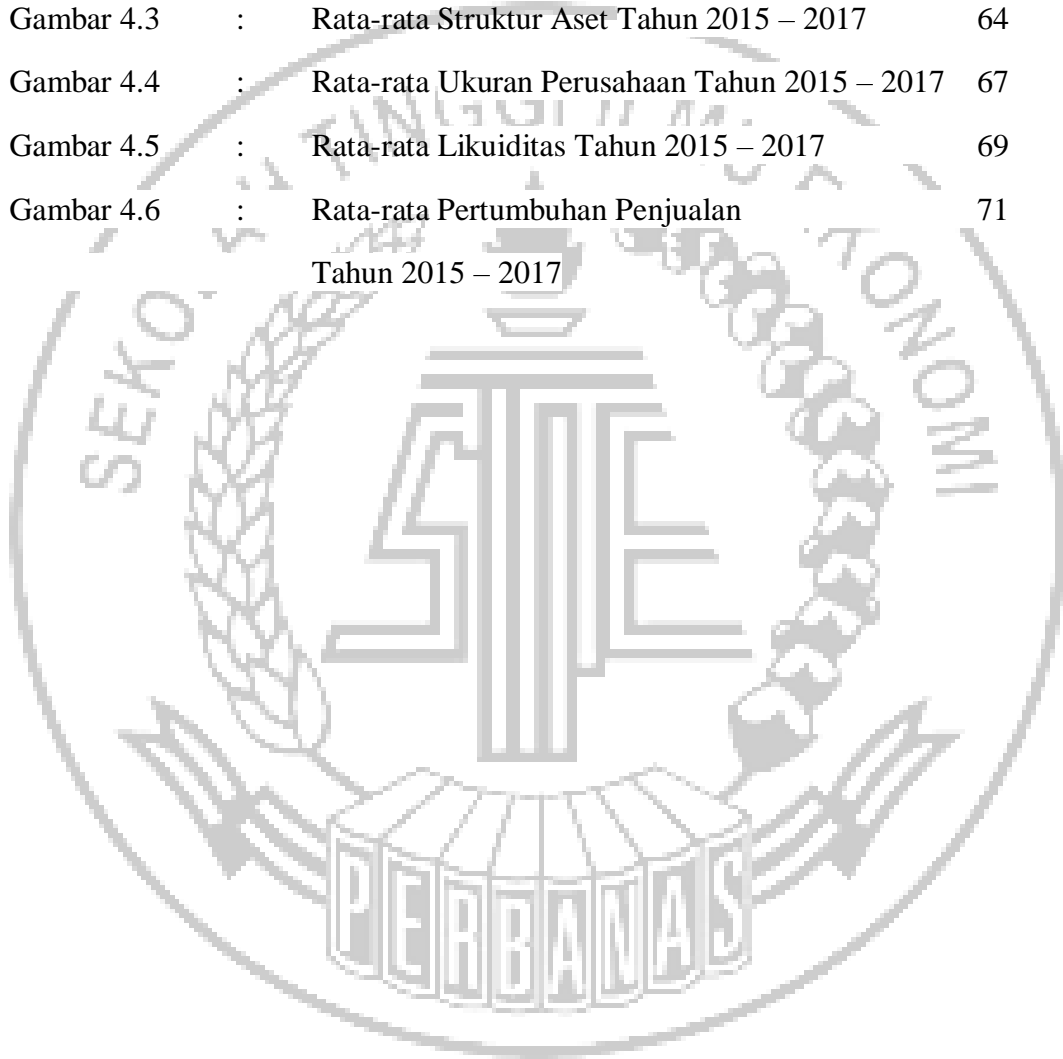 Gambar 4.3 : Rata-rata Struktur Aset Tahun 2015 – 2017 64
Gambar 4.4 : Rata-rata Ukuran Perusahaan Tahun 2015 – 2017 67
Gambar 4.5 : Rata-rata Likuiditas Tahun 2015 – 2017 69
Gambar 4.6 : Rata-rata Pertumbuhan Penjualan 71
Tahun 2015 – 2017
STIE
PERBANAS